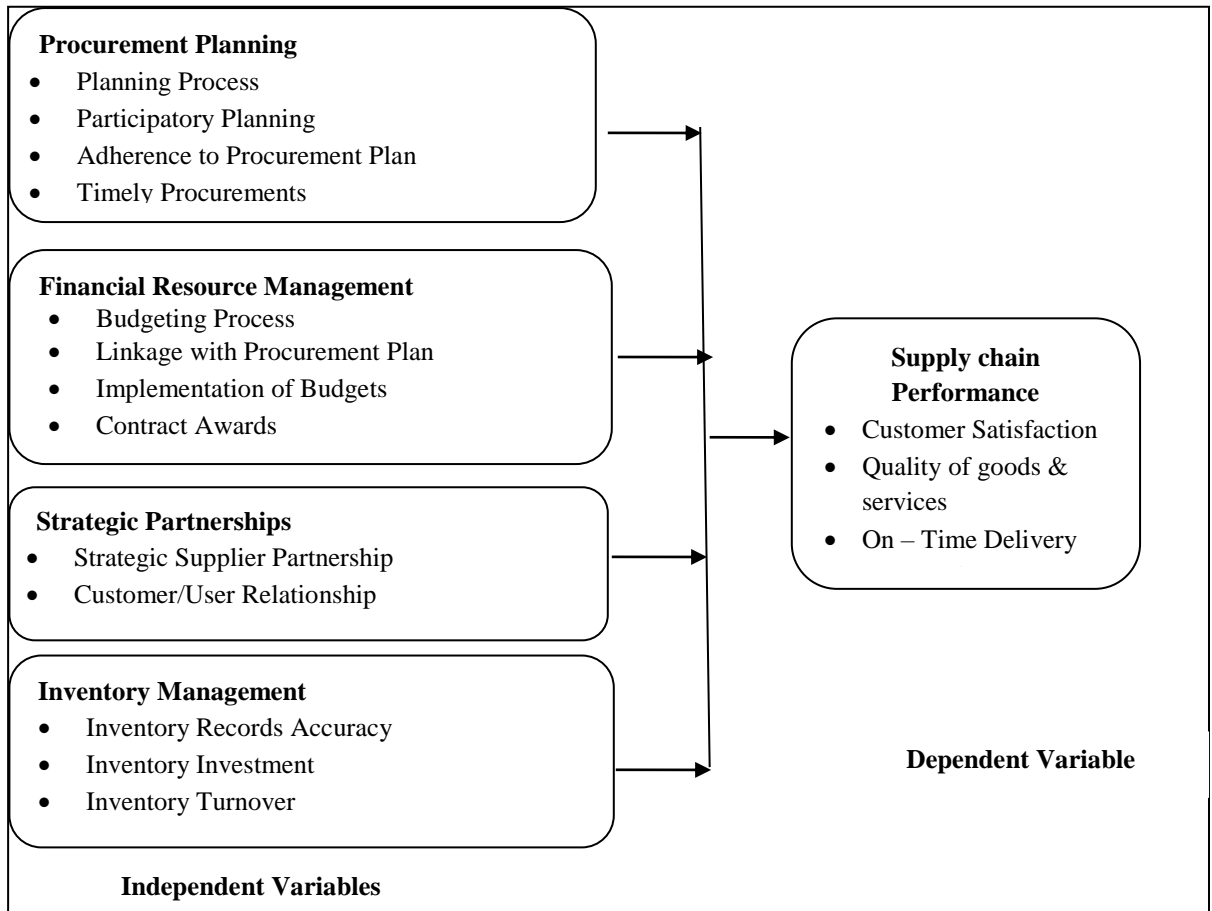 Procurement Planning
• Planning Process
• Participatory Planning
• Adherence to Procurement Plan
• Timely Procurements
Financial Resource Management
• Budgeting Process
• Linkage with Procurement Plan
• Implementation of Budgets
• Contract Awards
Strategic Partnerships
• Strategic Supplier Partnership
• Customer/User Relationship
Inventory Management
• Inventory Records Accuracy
• Inventory Investment
• Inventory Turnover
Independent Variables
Supply chain
Performance
• Customer Satisfaction
• Quality of goods &
services
• On – Time Delivery
Dependent Variable